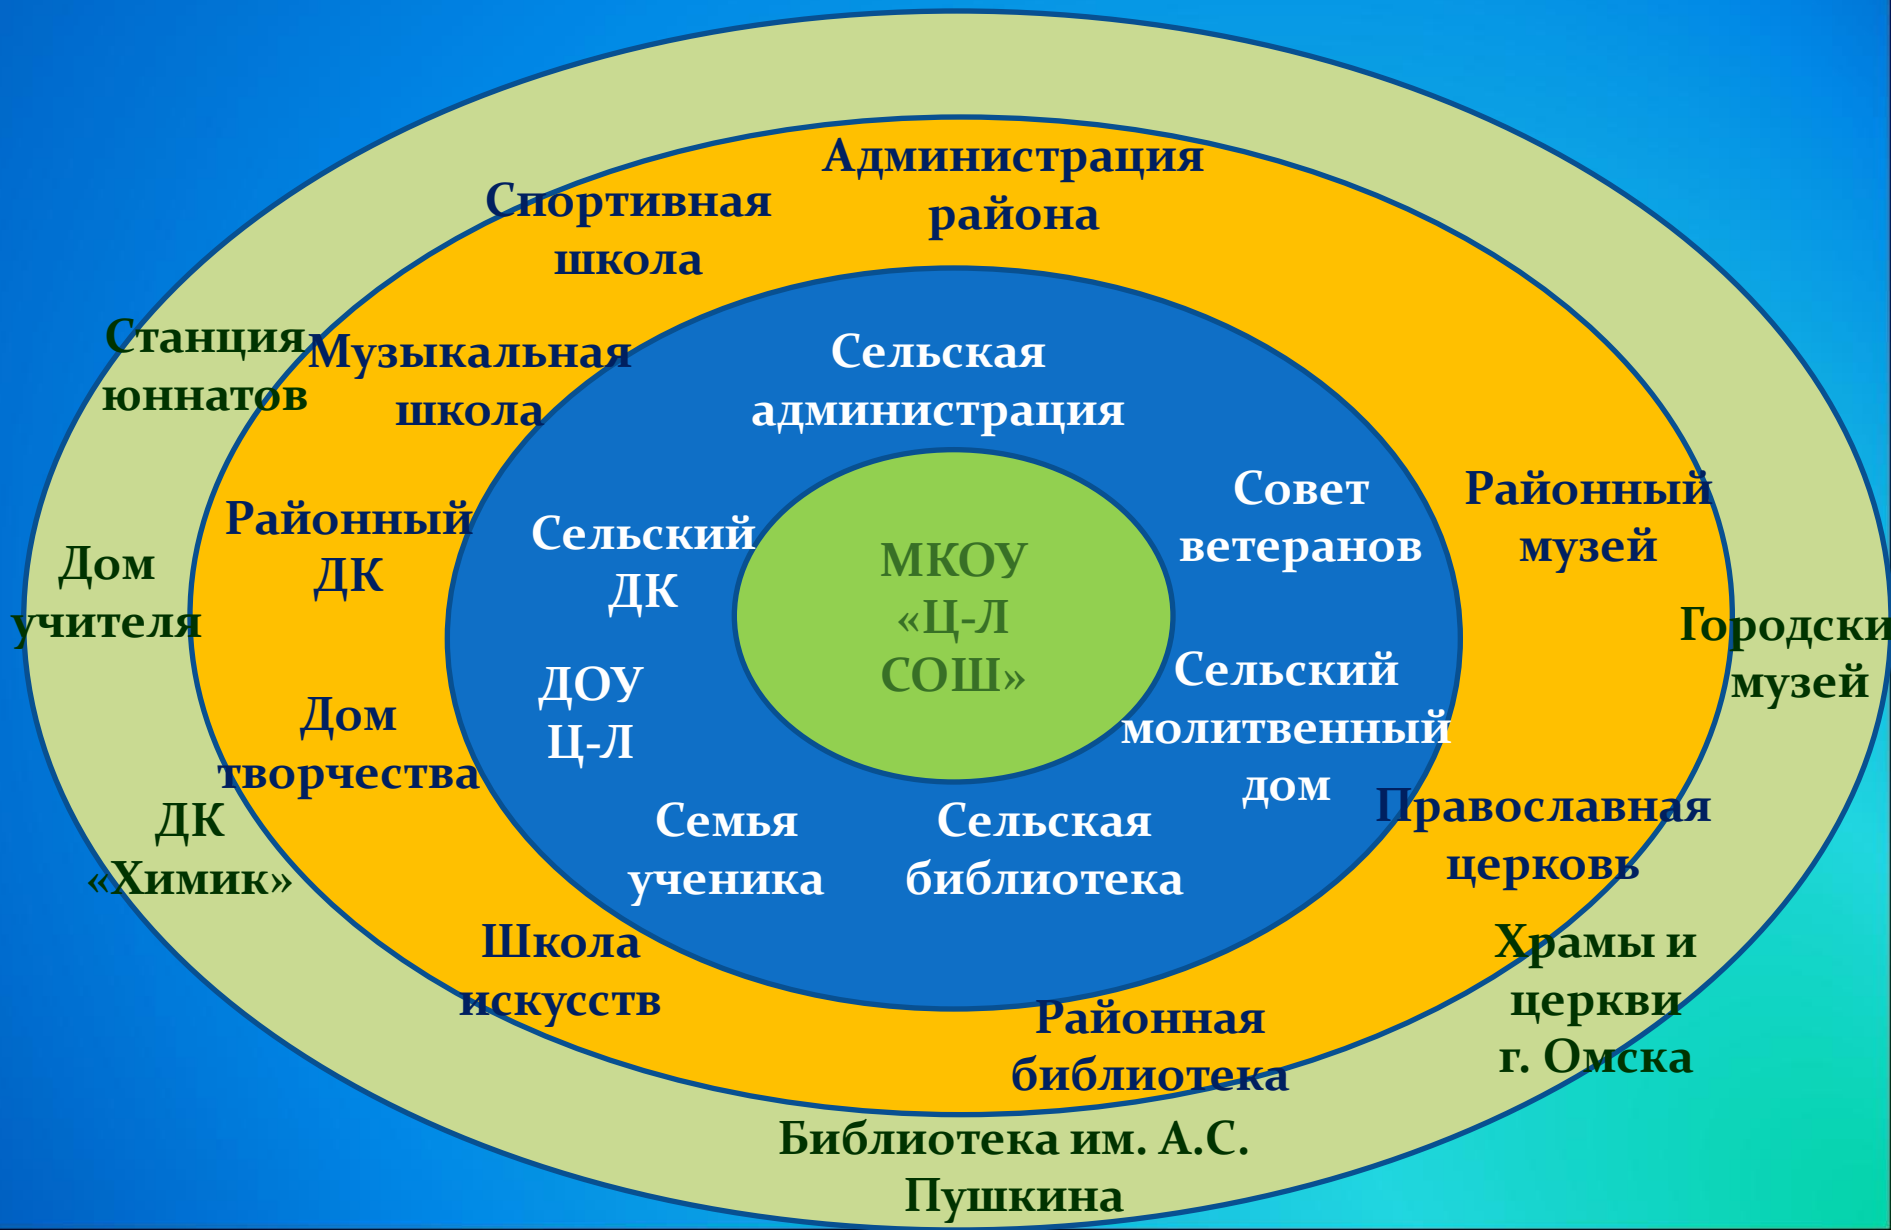 Администрация
района
Спортивная
школа
Станция
юннатов
Музыкальная
школа
Сельская
администрация
Совет
ветеранов
Районный
музей
Районный
ДК
Сельский
ДК
МКОУ
«Ц-Л
СОШ»
Дом
учителя
Городски
музей
ДОУ
Ц-Л
Сельский
молитвенный
дом
Дом
творчества
ДК
«Химик»
Семья
ученика
Сельская
библиотека
Православная
церковь
Школа
искусств
Храмы и
церкви
г. Омска
Районная
библиотека
Библиотека им. А.С.
Пушкина